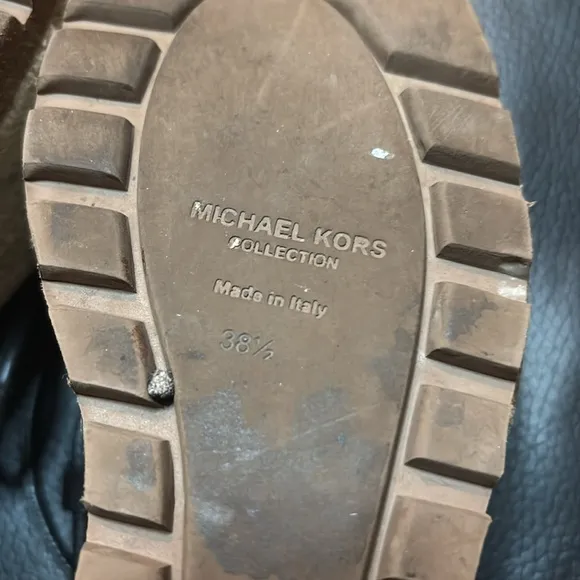 MICHAEL KORS
COLLECTION
Made in Italy
38½